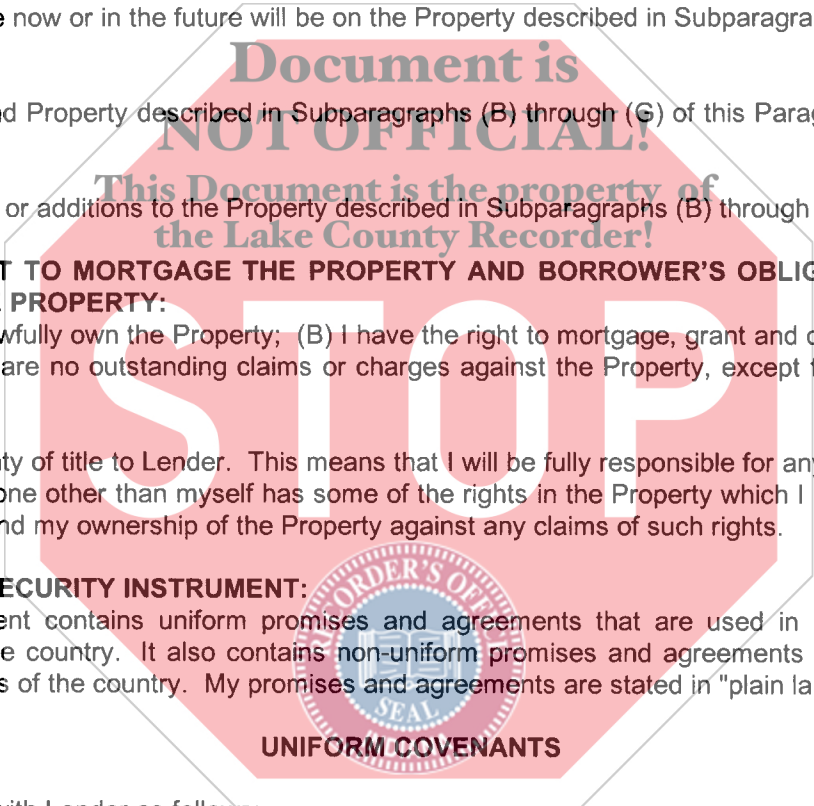 now or in the future will be on the Property described in Subparagra
Document is
d Property described in Subparagraphs (B) through (G) of this Parag
NOT OFFICIAL!
This Document is the property of
or additions to the Property described in Subparagraphs (B) through
the Lake County Recorder!
T TO MORTGAGE THE PROPERTY AND BORROWER'S OBLIG
PROPERTY:
wfully own the Property; (B) I have the right to mortgage, grant and
are no outstanding claims or charges against the Property, except
STOP
ty of title to Lender. This means that I will be fully responsible for any
one other than myself has some of the rights in the Property which I
nd my ownership of the Property against any claims of such rights.
RECORDER'S OFFICE
ECURITY INSTRUMENT:
ent contains uniform promises and agreements that are used in
e country. It also contains non-uniform promises and agreements
s of the country. My promises and agreements are stated in "plain la
SEAL
UNIFORM COVENANTS
with Lender as follows